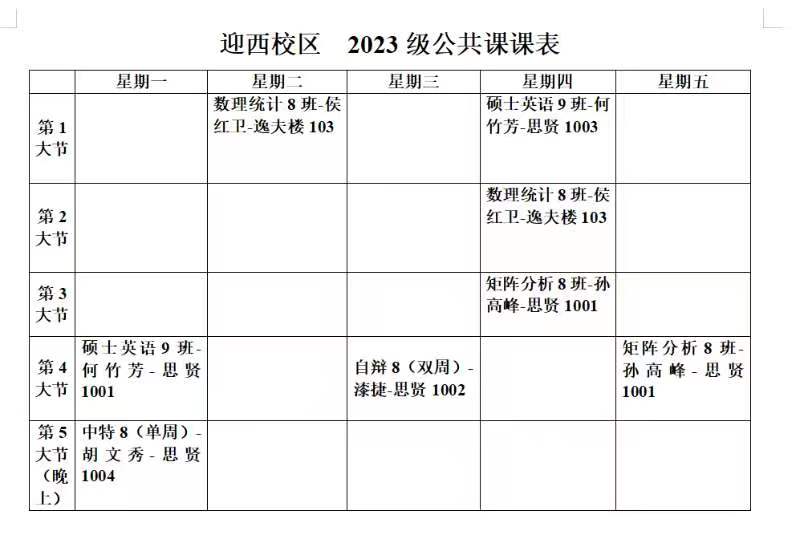 迎西校区 2023 级公共课课表
星期一 星期二 星期三 星期四 星期五
第 1
大节
数理统计 8 班-侯
红卫-逸夫楼 103
硕士英语 9 班-何
竹芳-思贤 1003
第 2
大节
数理统计 8 班-侯
红卫-逸夫楼 103
第 3
大节
矩阵分析 8 班-孙
高峰-思贤 1001
第 4
大节
硕士英语 9 班-
何竹芳-思贤
1001
自辩 8（双周）-
漆捷-思贤 1002
矩阵分析 8 班-
孙高峰-思贤
1001
第 5
大节
（晚
上）
中特 8（单周）-
胡文秀-思贤
1004